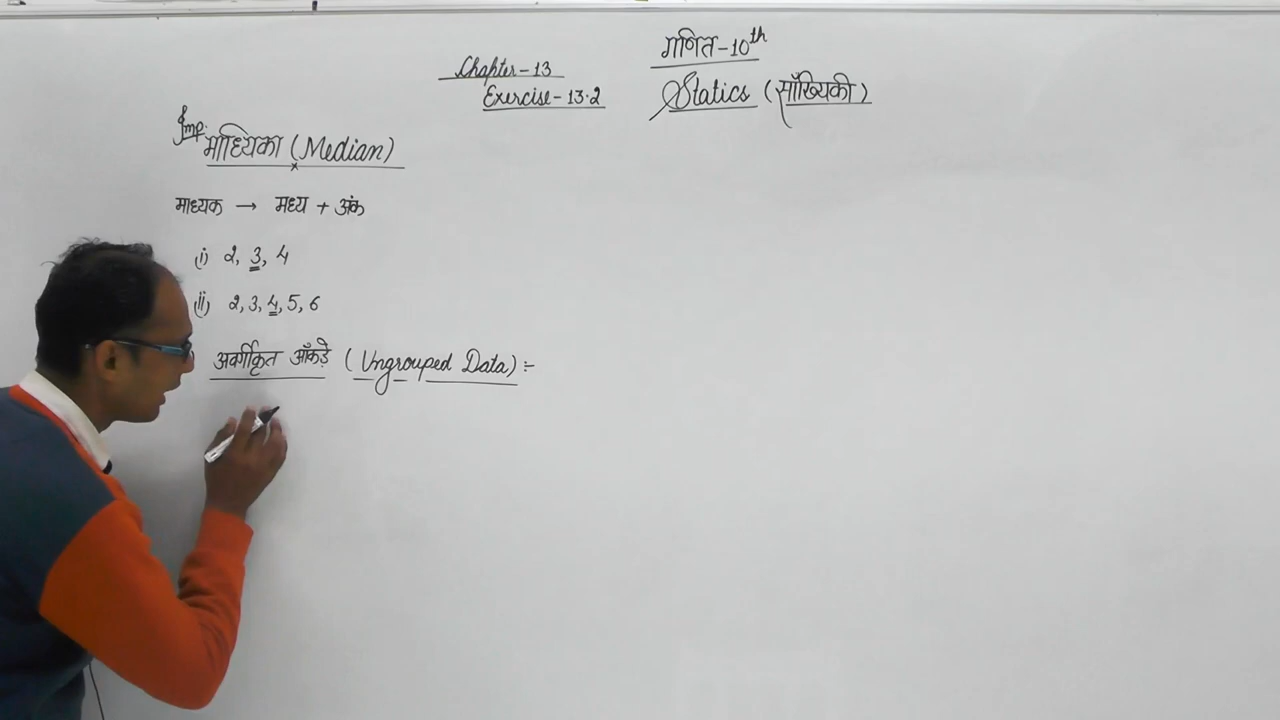 गणित-10th
Chapter-13
Statics (साँख्यिकी)
Exercise-13.2
Imp.
माध्यिका (Median)
माध्यक → मध्य + अंक
(i) 2, 3, 4
(ii) 2, 3, 4, 5, 6
अवर्गीकृत आँकड़े (Ungrouped Data) :-